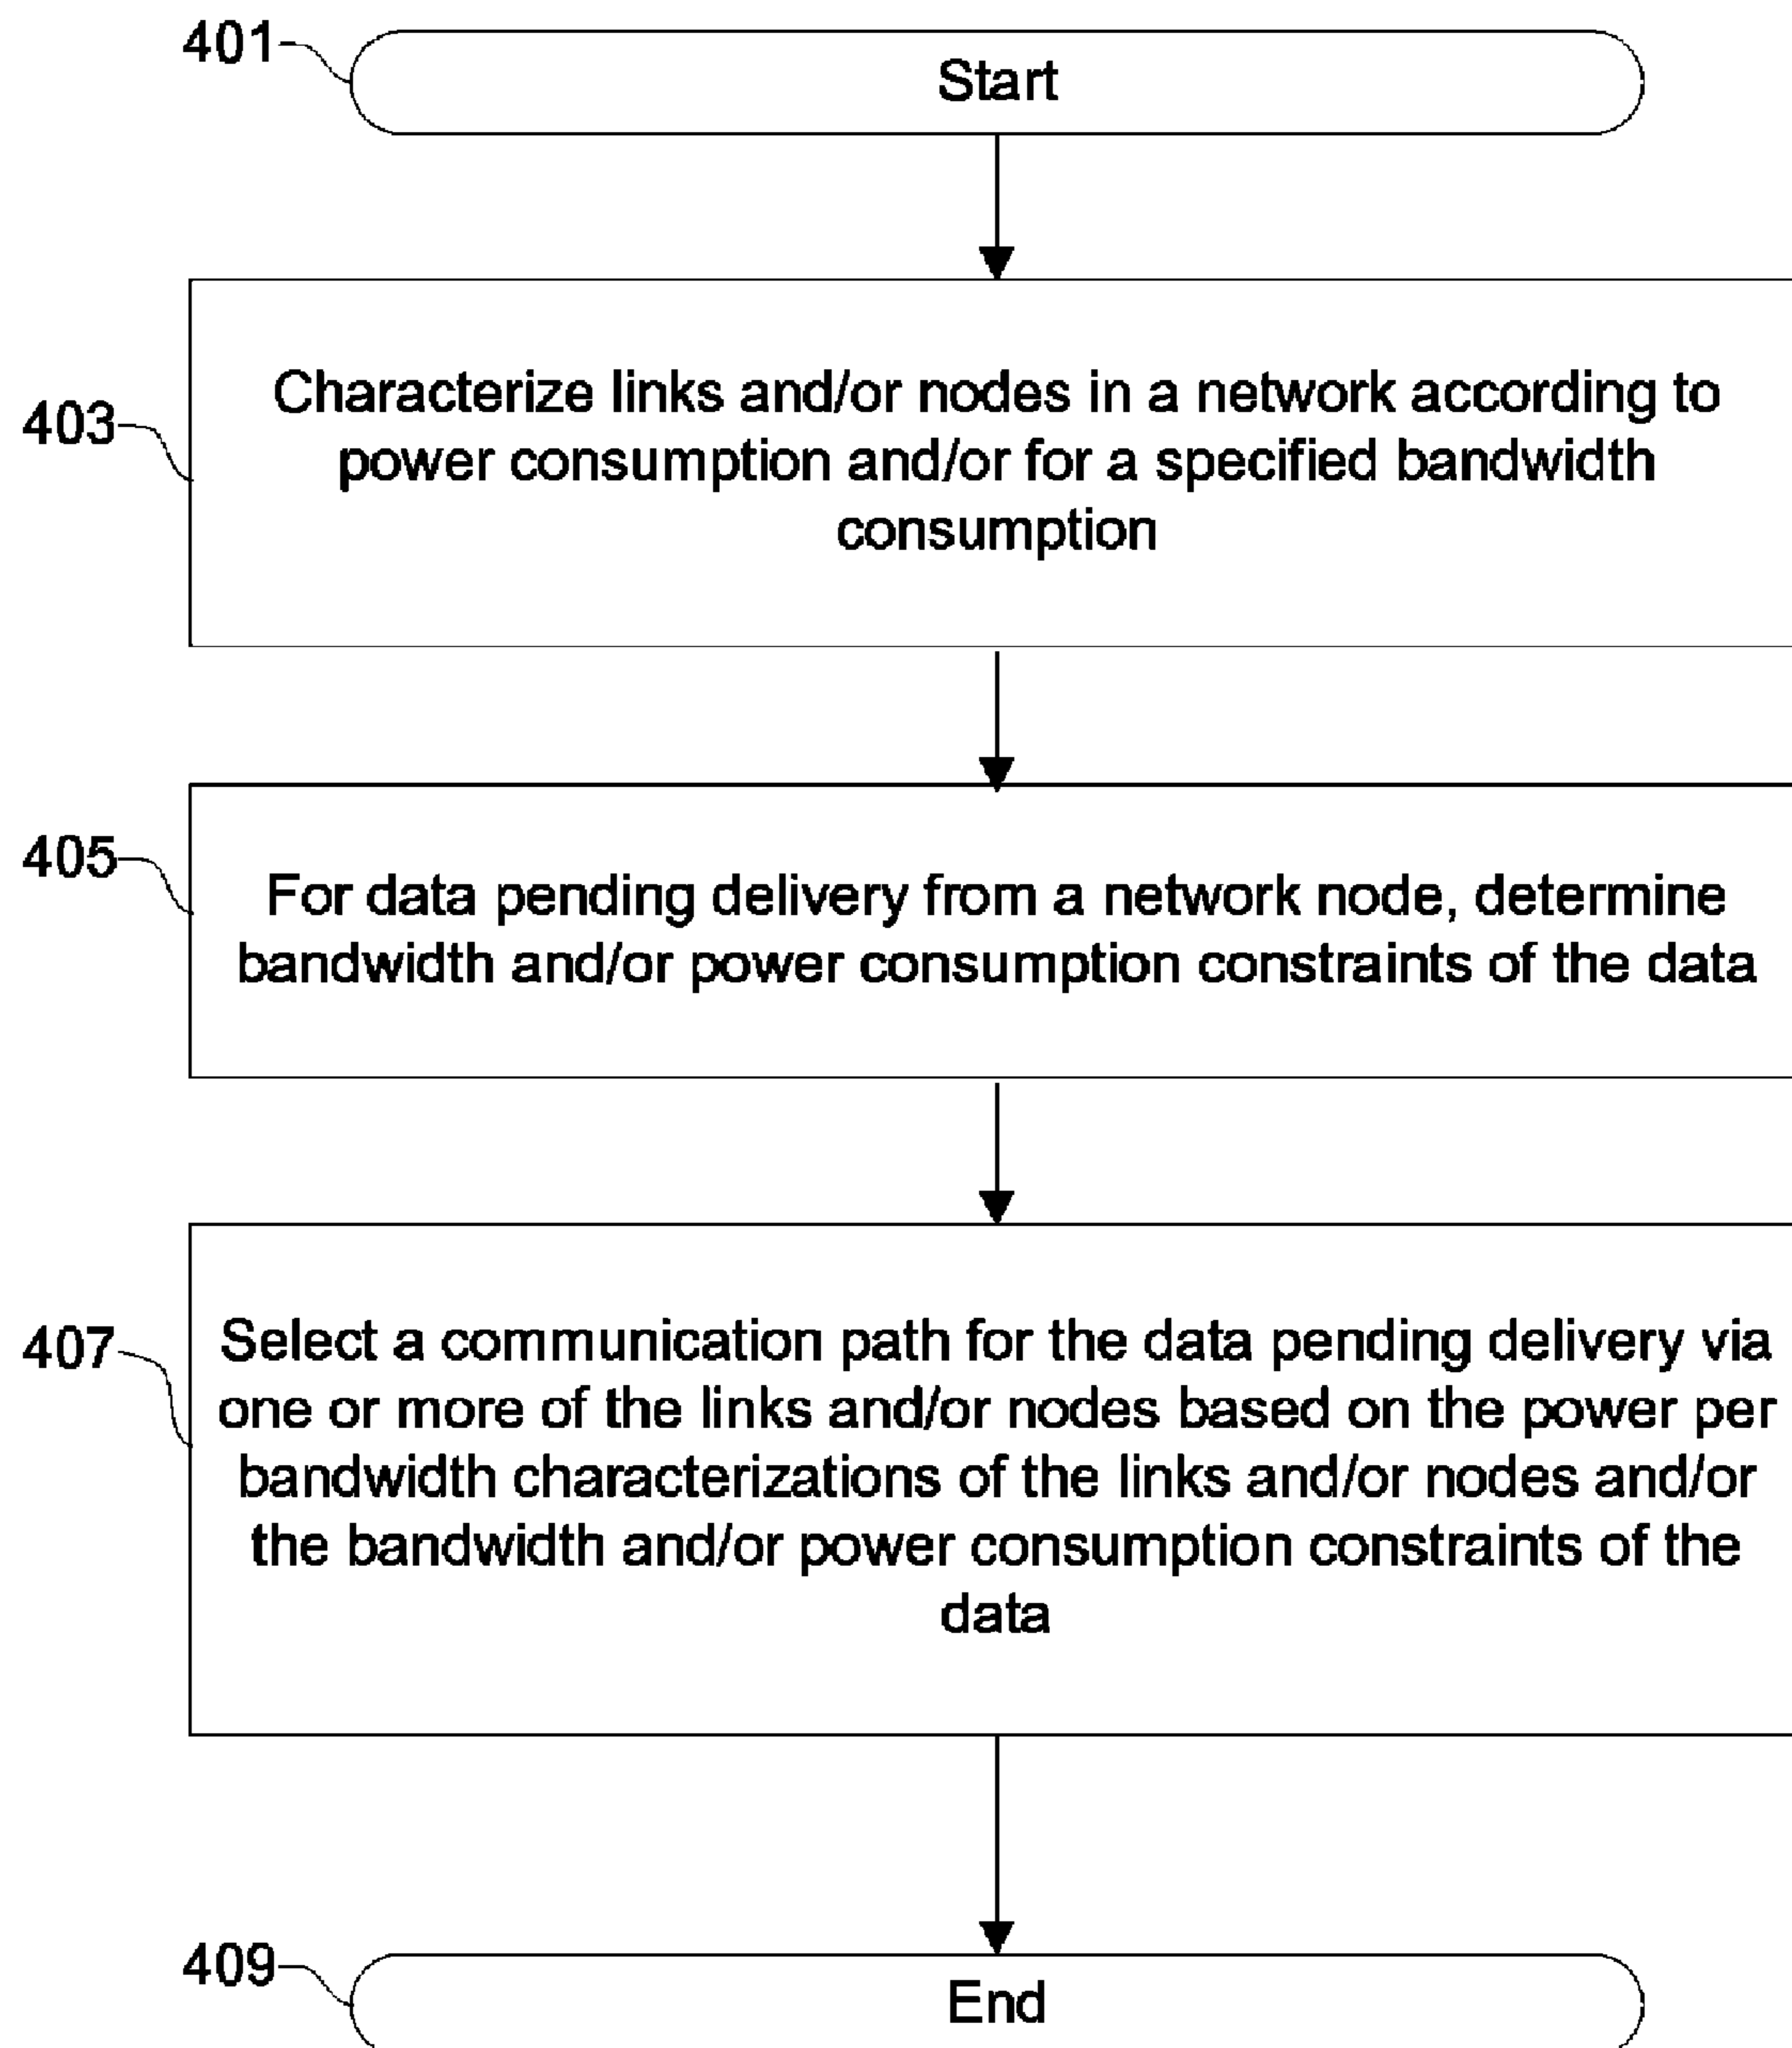 401
Start
403
Characterize links and/or nodes in a network according to
power consumption and/or for a specified bandwidth
consumption
405
For data pending delivery from a network node, determine
bandwidth and/or power consumption constraints of the data
407
Select a communication path for the data pending delivery via
one or more of the links and/or nodes based on the power per
bandwidth characterizations of the links and/or nodes and/or
the bandwidth and/or power consumption constraints of the
data
409
End